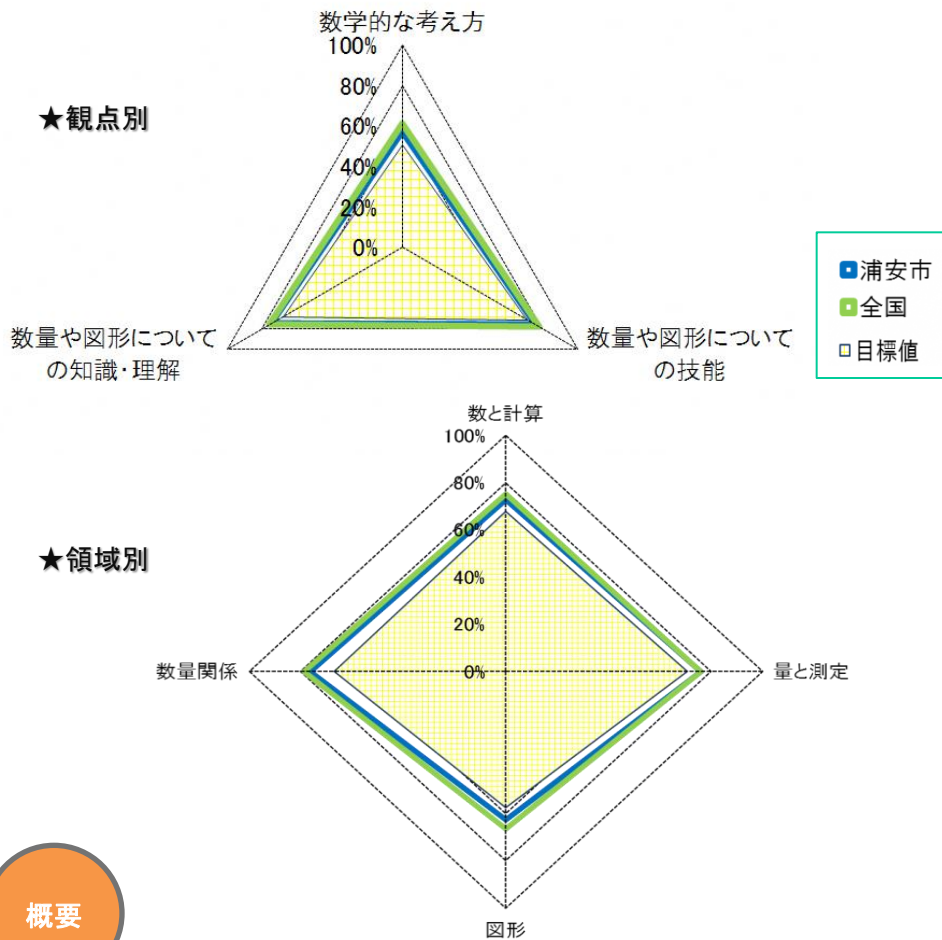 数学的な考え方
100%
80%
60%
40%
20%
0%
★観点別
数量や図形について
の知識・理解
数量や図形について
の技能
浦安市
全国
目標値
数と計算
100%
80%
60%
40%
20%
0%
★領域別
数量関係
量と測定
図形
概要